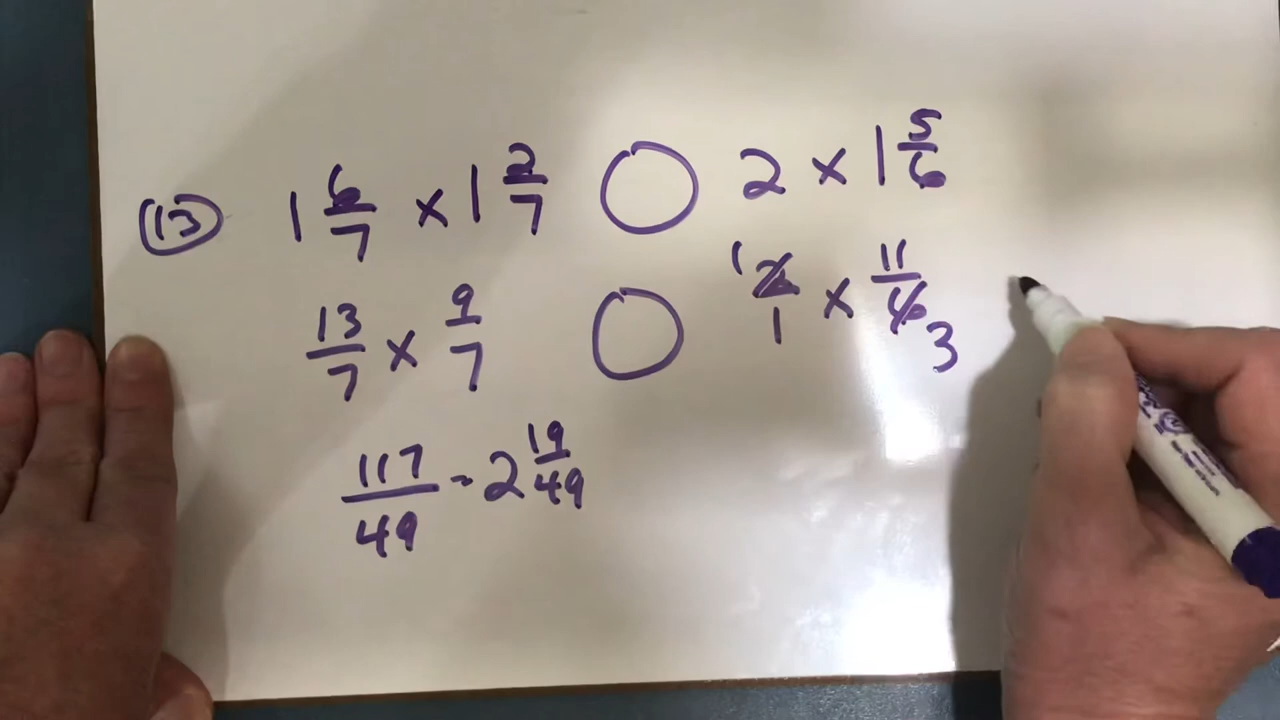 (13) 1 6/7 × 1 2/7 ○ 2 × 1 5/6
13/7 × 9/7 ○ 1 2/1 × 11/6 3
117/49 = 2 19/49